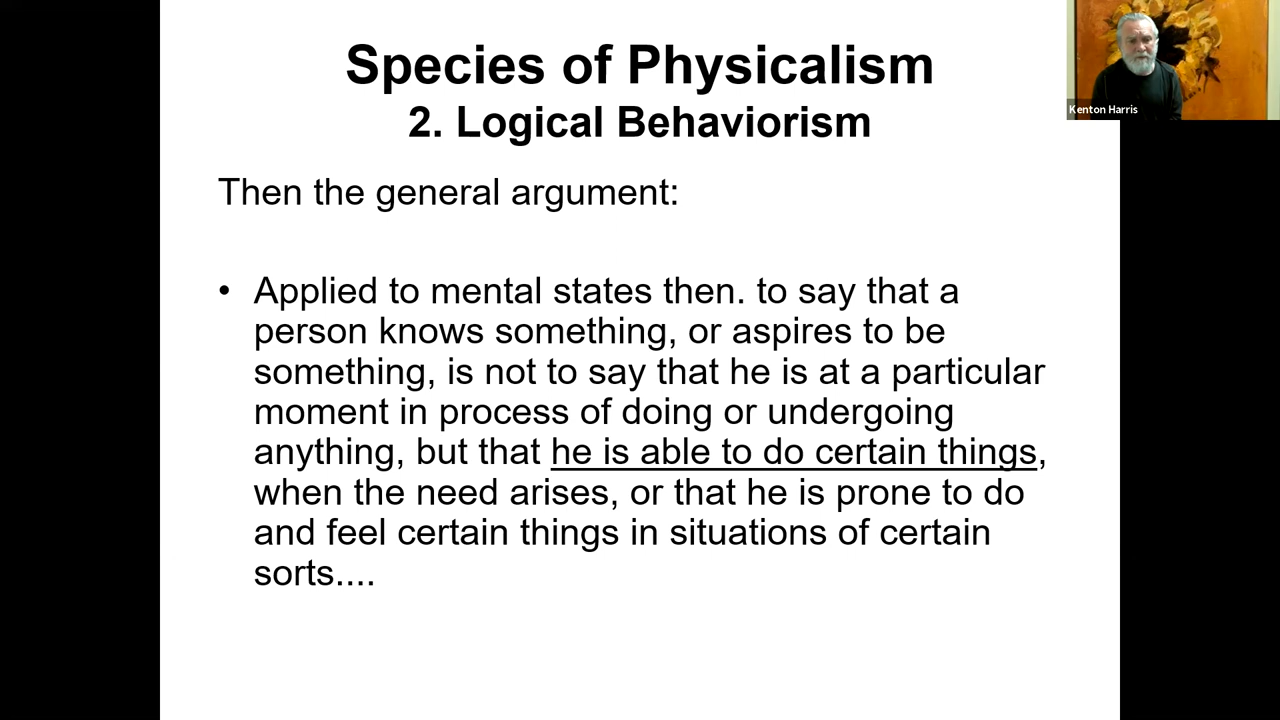 Species of Physicalism
2. Logical Behaviorism
Kenton Harris
Then the general argument:
• Applied to mental states then. to say that a
person knows something, or aspires to be
something, is not to say that he is at a particular
moment in process of doing or undergoing
anything, but that he is able to do certain things,
when the need arises, or that he is prone to do
and feel certain things in situations of certain
sorts....